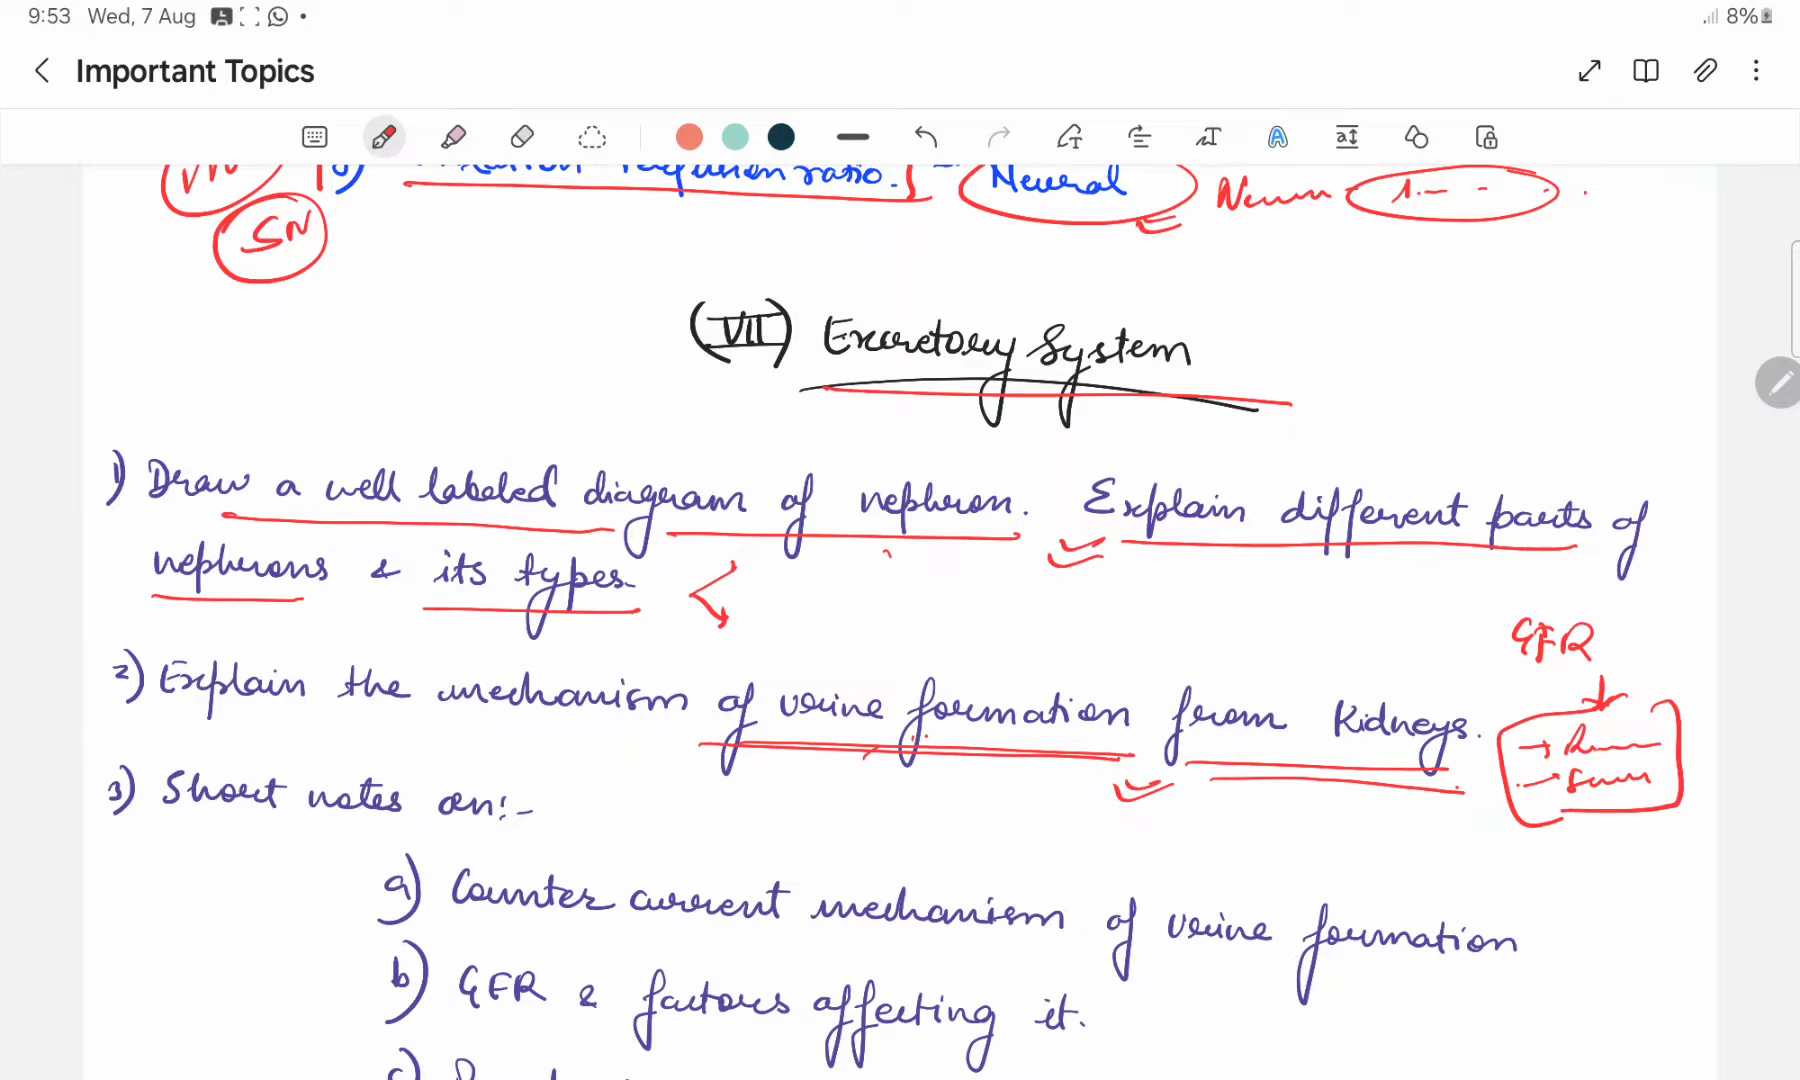 9:53 Wed, 7 Aug
8%
Important Topics
ratio. Neural
SN
(VII) Excretory System
1) Draw a well labeled diagram of nephron. Explain different parts of
nephrons & its types.
GFR
2) Explain the mechanism of urine formation from Kidneys.
3) Short notes on:-
a) Counter current mechanism of urine formation
b) GFR & factors affecting it.
c)